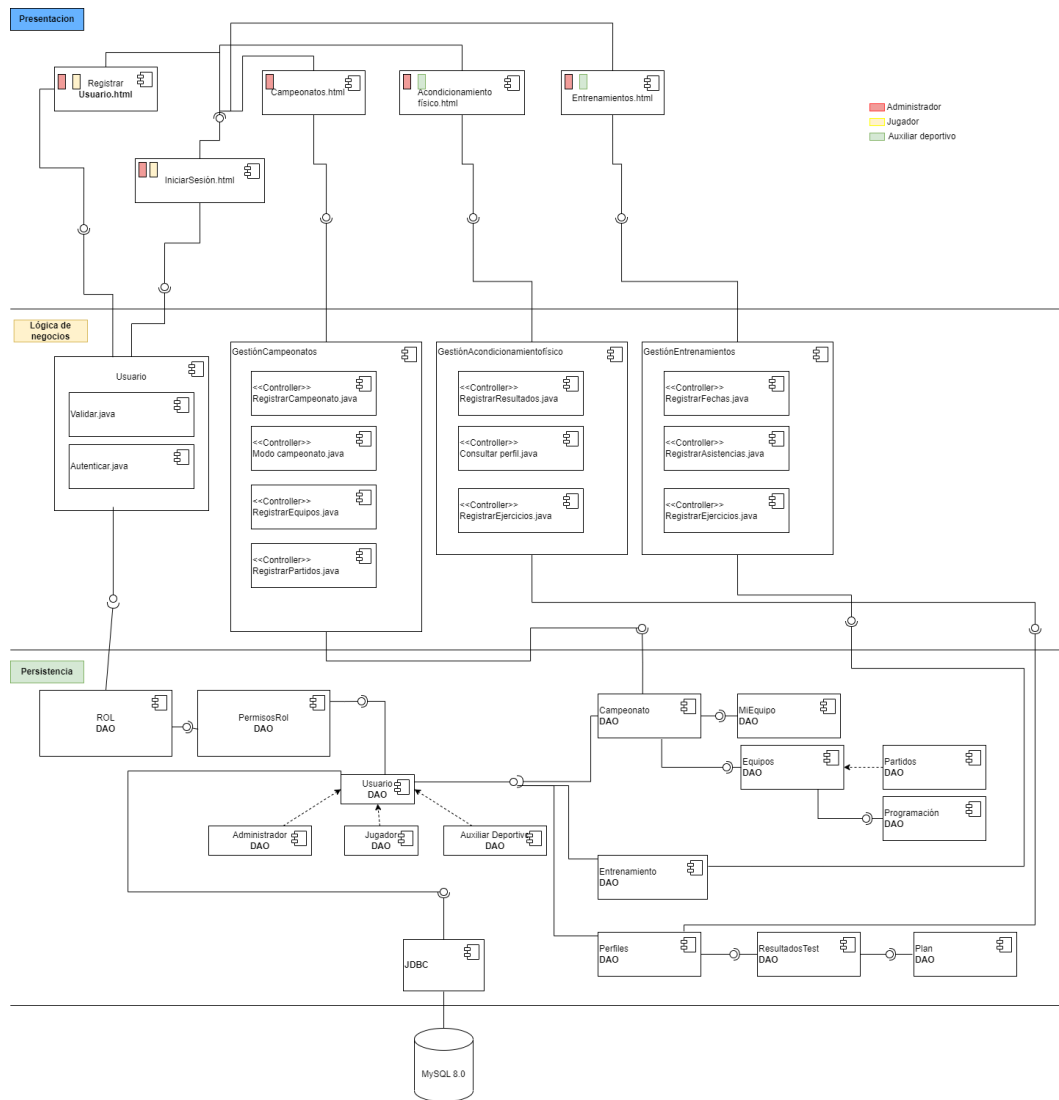 Presentacion
Registrar
Usuario.html
Campeonatos.html
Acondicionamiento
físico.html
Entrenamientos.html
Administrador
Jugador
Auxiliar deportivo
IniciarSesión.html
Lógica de
negocios
Usuario
Validar.java
Autenticar.java
GestiónCampeonatos
<<Controller>>
RegistrarCampeonato.java
<<Controller>>
Modo campeonato.java
<<Controller>>
RegistrarEquipos.java
<<Controller>>
RegistrarPartidos.java
GestiónAcondicionamientofísico
<<Controller>>
RegistrarResultados.java
<<Controller>>
Consultar perfil.java
<<Controller>>
RegistrarEjercicios.java
GestiónEntrenamientos
<<Controller>>
RegistrarFechas.java
<<Controller>>
RegistrarAsistencias.java
<<Controller>>
RegistrarEjercicios.java
Persistencia
ROL
DAO
PermisosRol
DAO
Campeonato
DAO
MiEquipo
DAO
Equipos
DAO
Partidos
DAO
Usuario
DAO
Programación
DAO
Administrador
DAO
Jugador
DAO
Auxiliar Deportivo
DAO
Entrenamiento
DAO
Perfiles
DAO
ResultadosTest
DAO
Plan
DAO
JDBC
MySQL 8.0